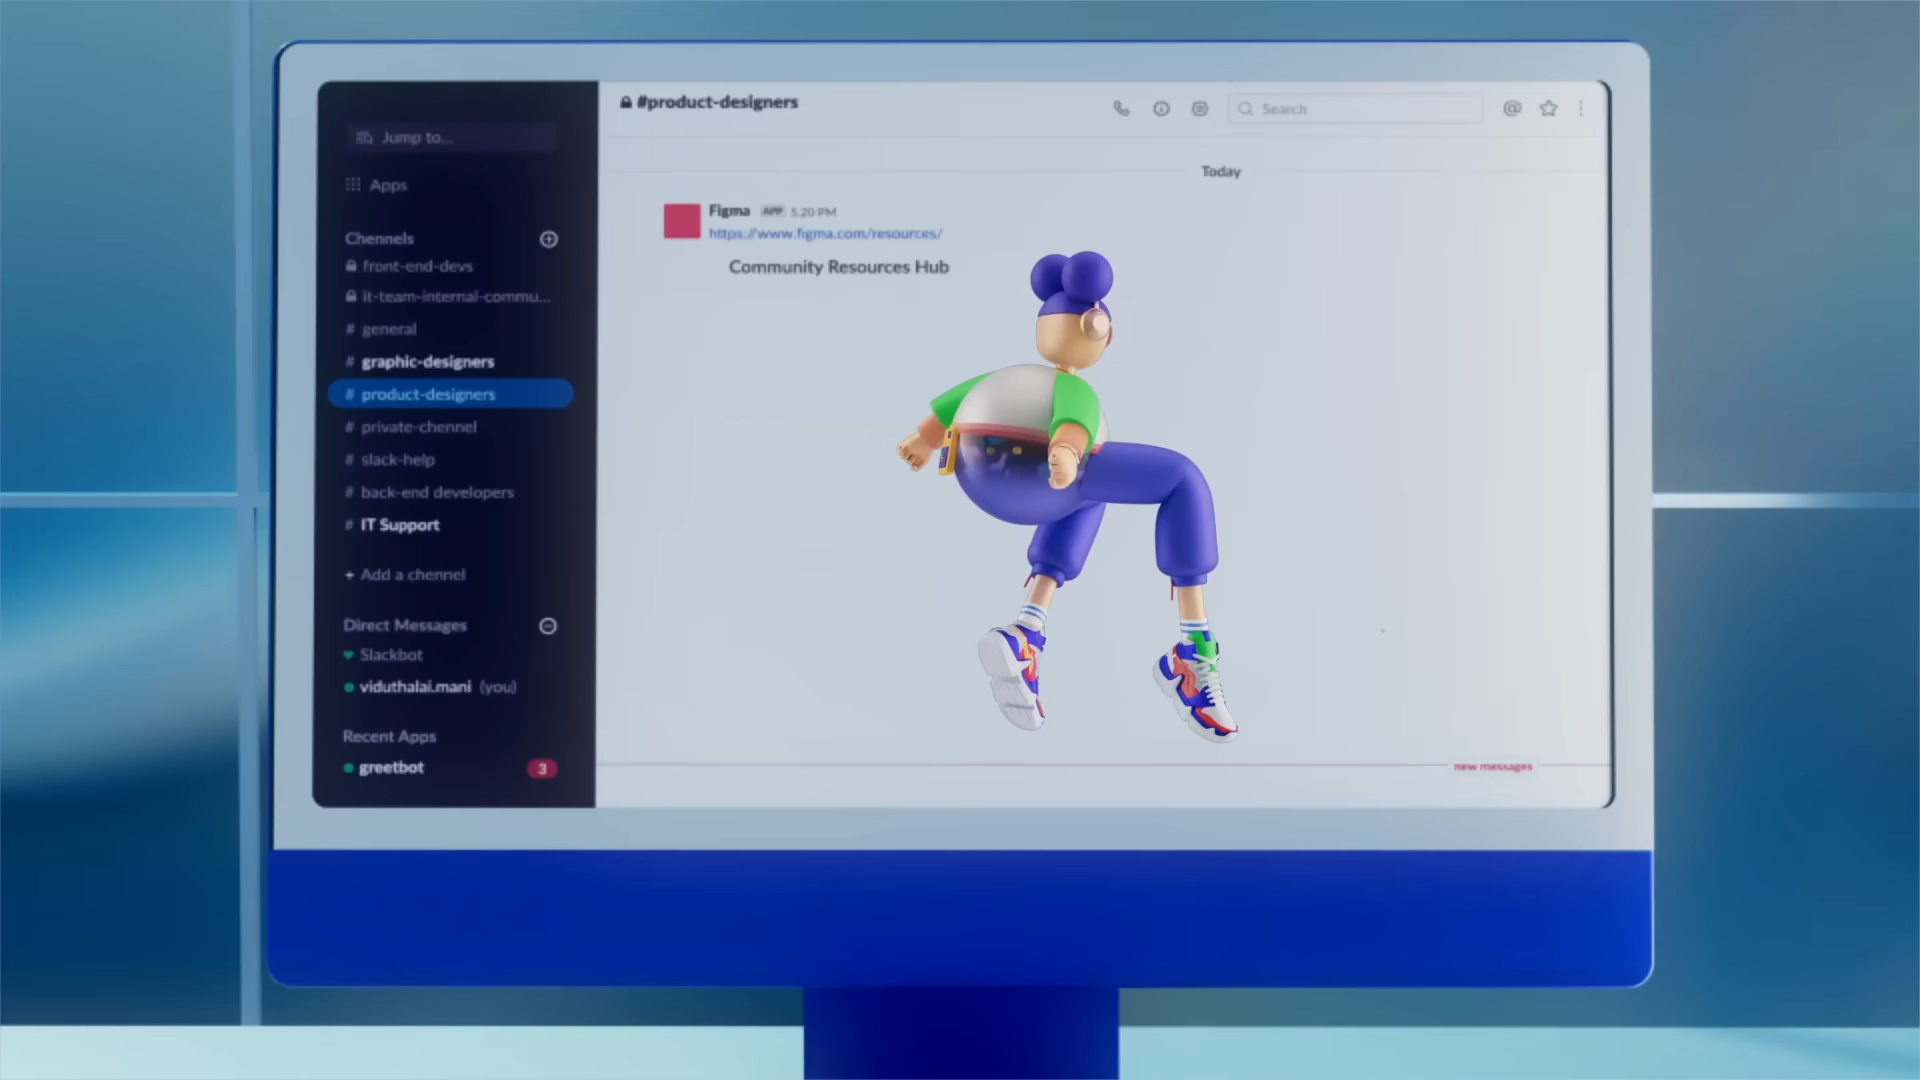 Jump to...
Apps
Chennels
front-end-devs
it-team-internal-commu...
# general
# graphic-designers
# product-designers
# private-chennel
# slack-help
# back-end developers
# IT Support
+ Add a chennel
Direct Messages
Slackbot
viduthalai.mani (you)
Recent Apps
greetbot 3
#product-designers
Search
Today
Figma APP 5.20 PM
https://www.figma.com/resources/
Community Resources Hub
new messages